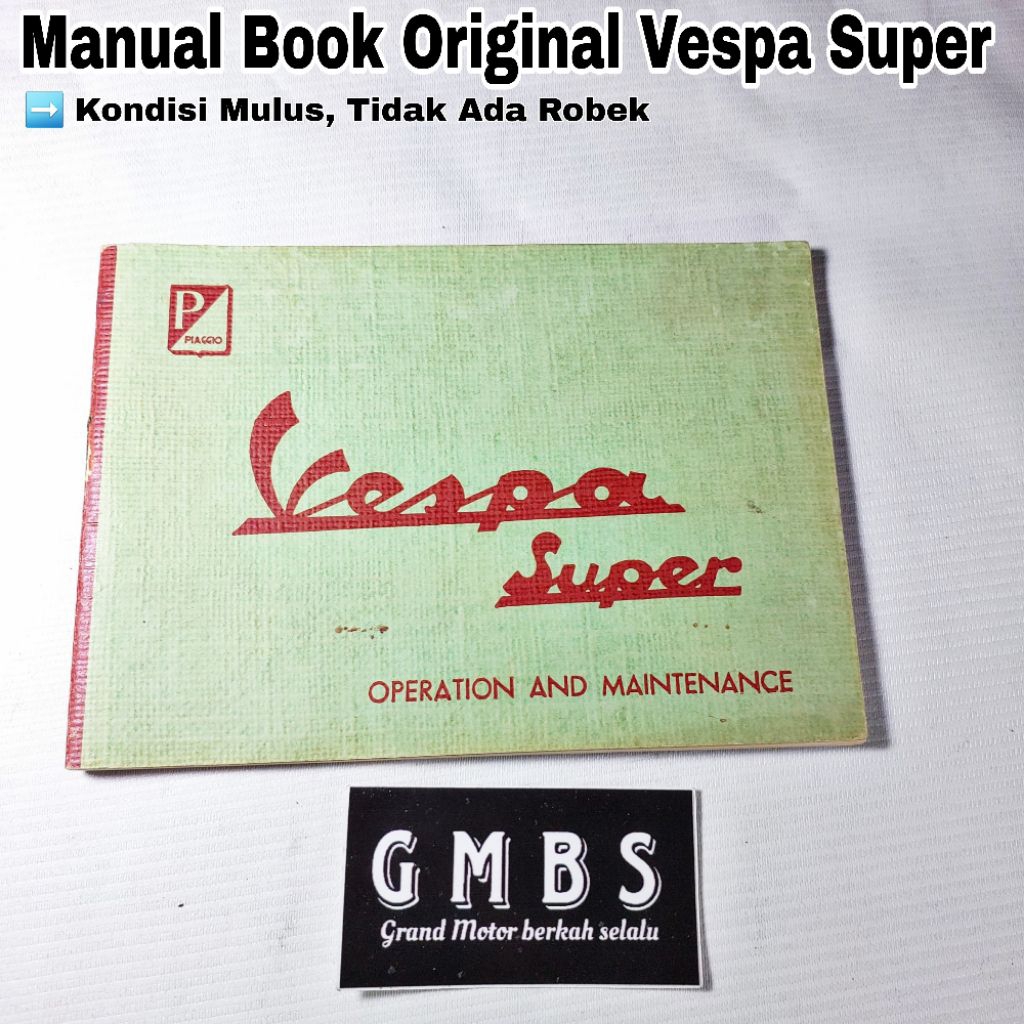 Manual Book Original Vespa Super
➡️ Kondisi Mulus, Tidak Ada Robek
P
PIAGGIO
Vespa
Super
OPERATION AND MAINTENANCE
GMBS
Grand Motor berkah selalu